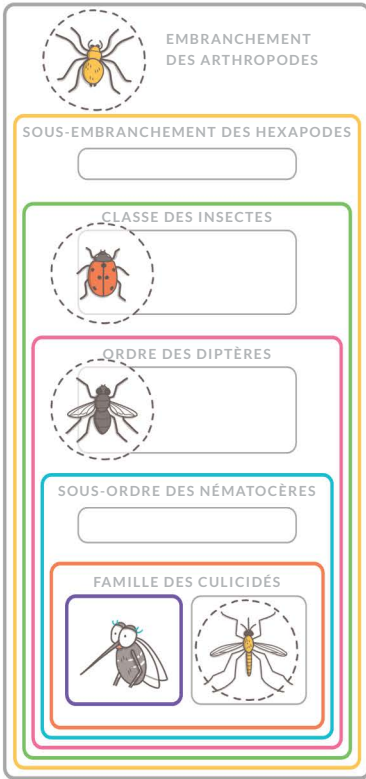 EMBRANCHEMENT
DES ARTHROPODES
SOUS-EMBRANCHEMENT DES HEXAPODES
CLASSE DES INSECTES
ORDRE DES DIPTÈRES
SOUS-ORDRE DES NÉMATOCÈRES
FAMILLE DES CULICIDÉS